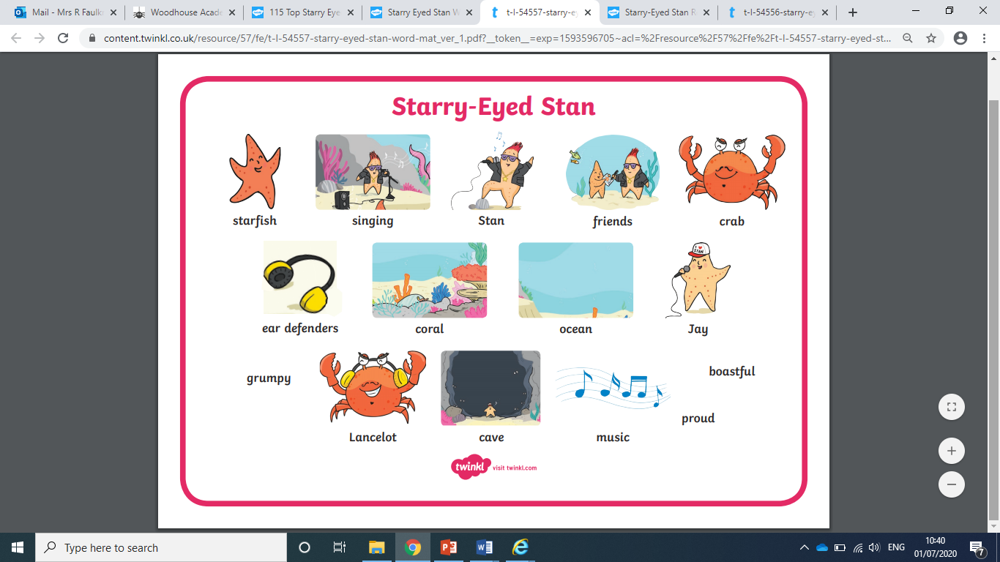 Mail - Mrs R Faulkn
Woodhouse Acade
115 Top Starry Eye
Starry Eyed Stan W
t-l-54557-starry-ey
Starry-Eyed Stan R
t-l-54556-starry-ey
content.twinkl.co.uk/resource/57/fe/t-l-54557-starry-eyed-stan-word-mat_ver_1.pdf?__token__=exp=1593596705~acl=%2Fresource%2F57%2Ffe%2Ft-l-54557-starry-eyed-st...
Starry-Eyed Stan
starfish
singing
Stan
friends
crab
I ❤ STAN
ear defenders
coral
ocean
Jay
grumpy
Lancelot
cave
music
boastful
proud
twinkl visit twinkl.com
Type here to search
ENG
10:40
01/07/2020
7